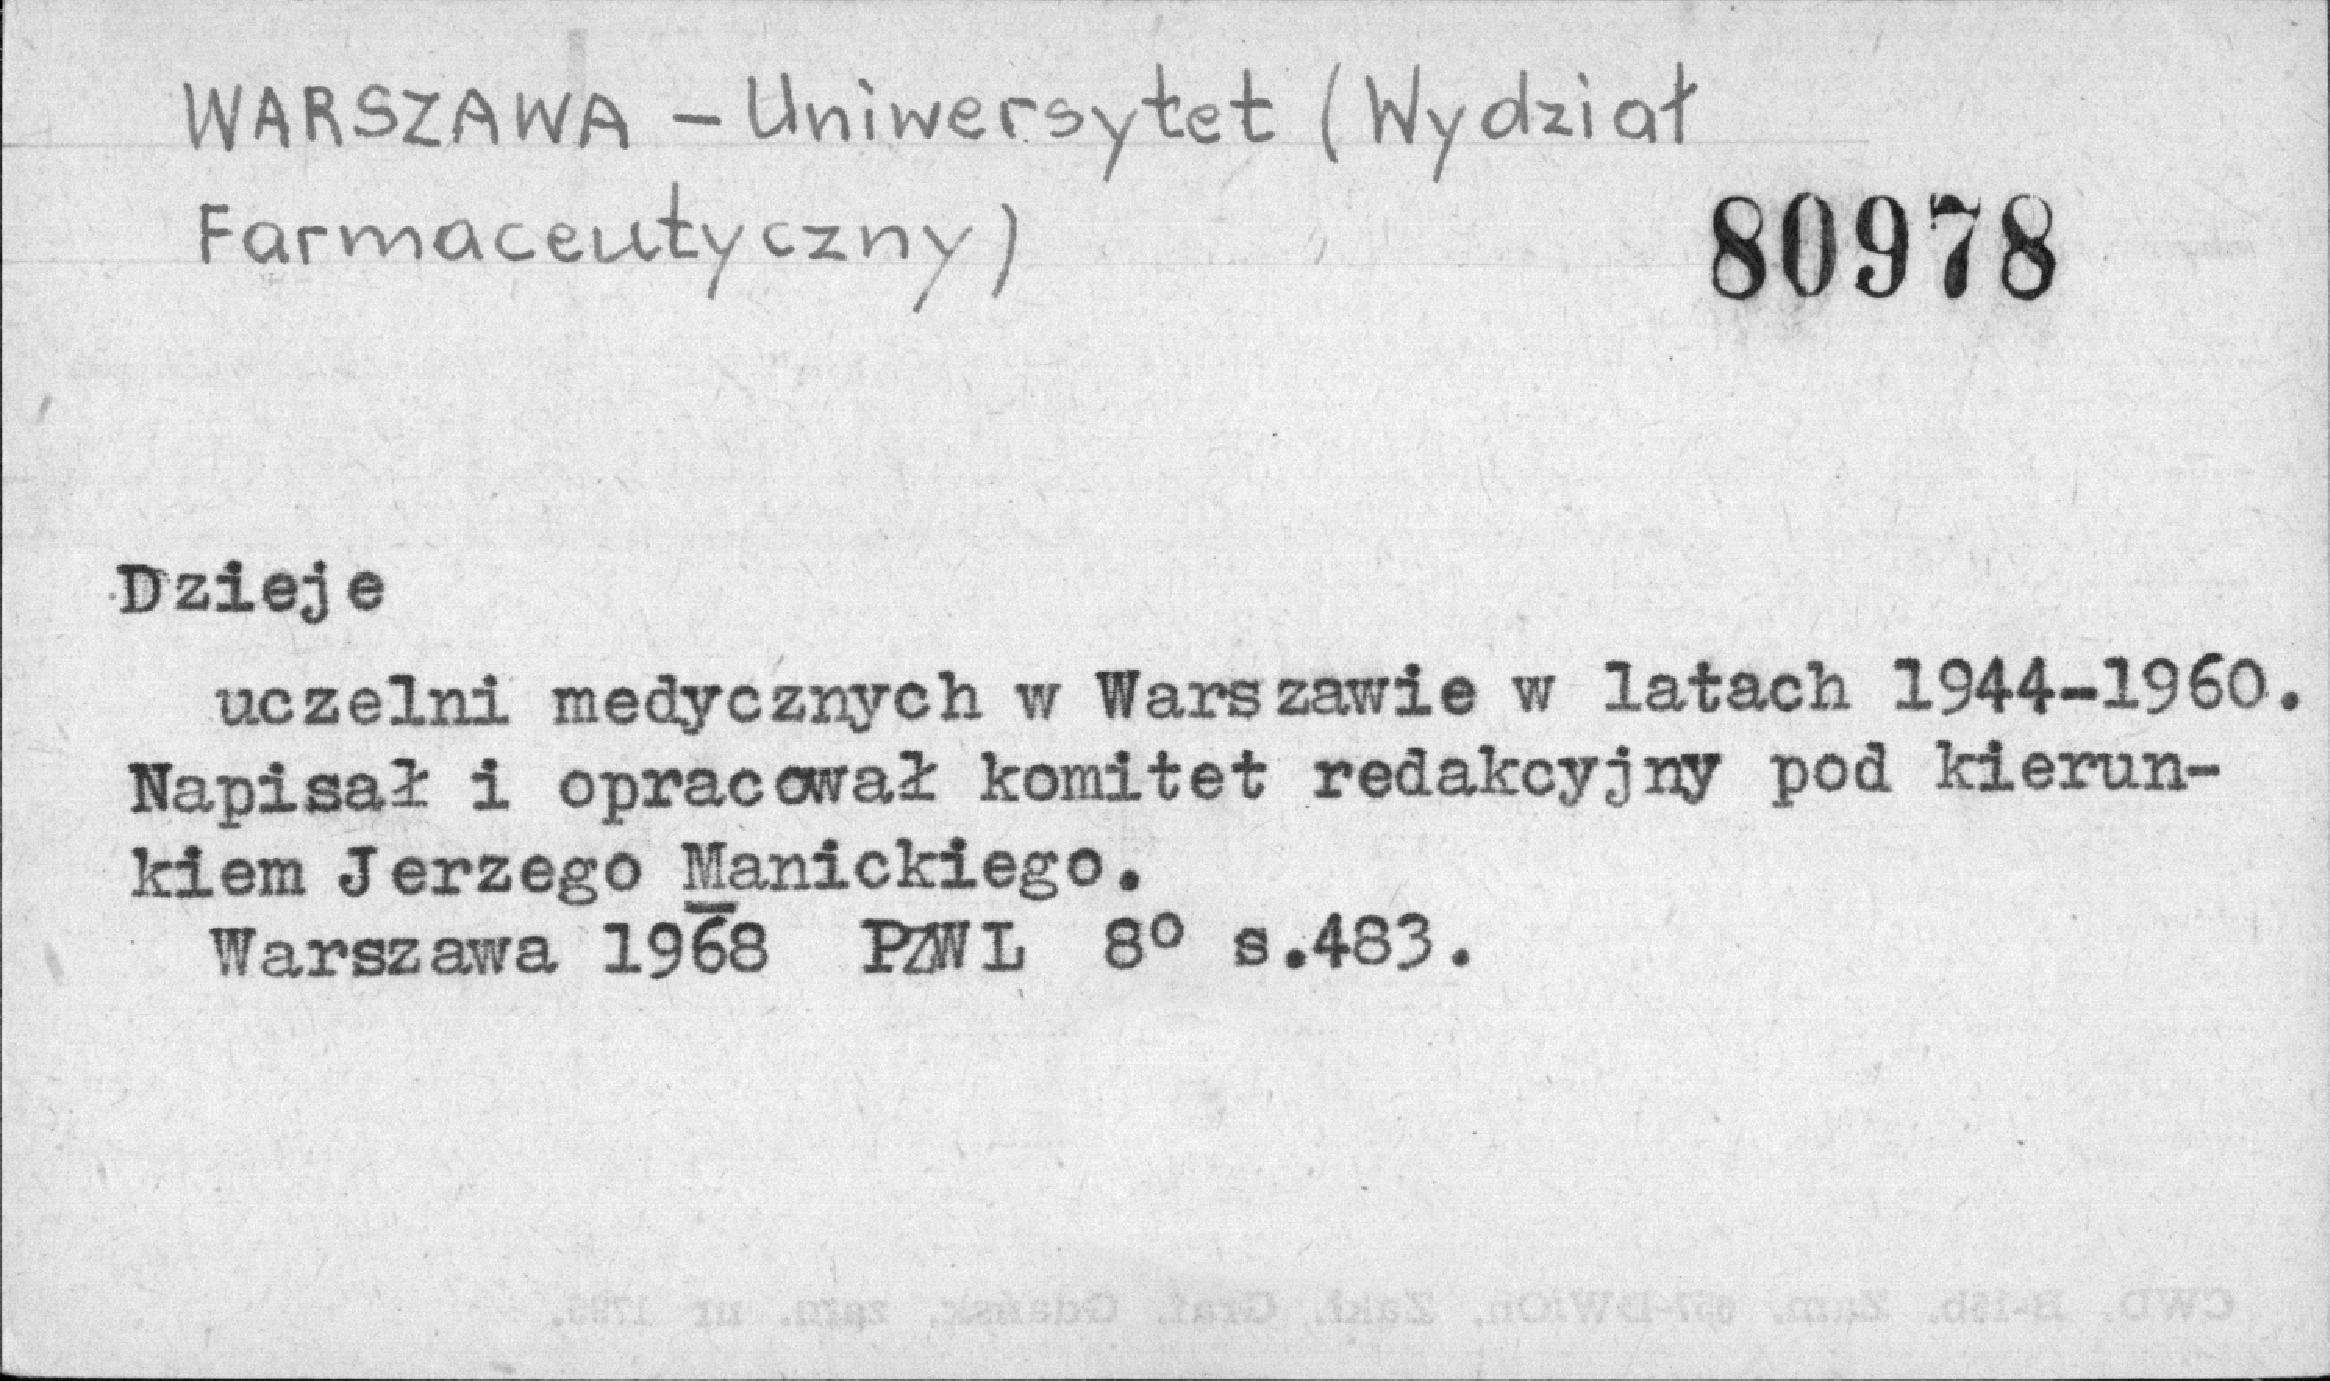 WARSZAWA - Uniwersytet (Wydział
Farmaceutyczny)
80978
Dzieje
uczelni medycznych w Warszawie w latach 1944-1960.
Napisał i opracował komitet redakcyjny pod kierun-
kiem Jerzego Manickiego.
Warszawa 1968 PZWL 8° s.483.